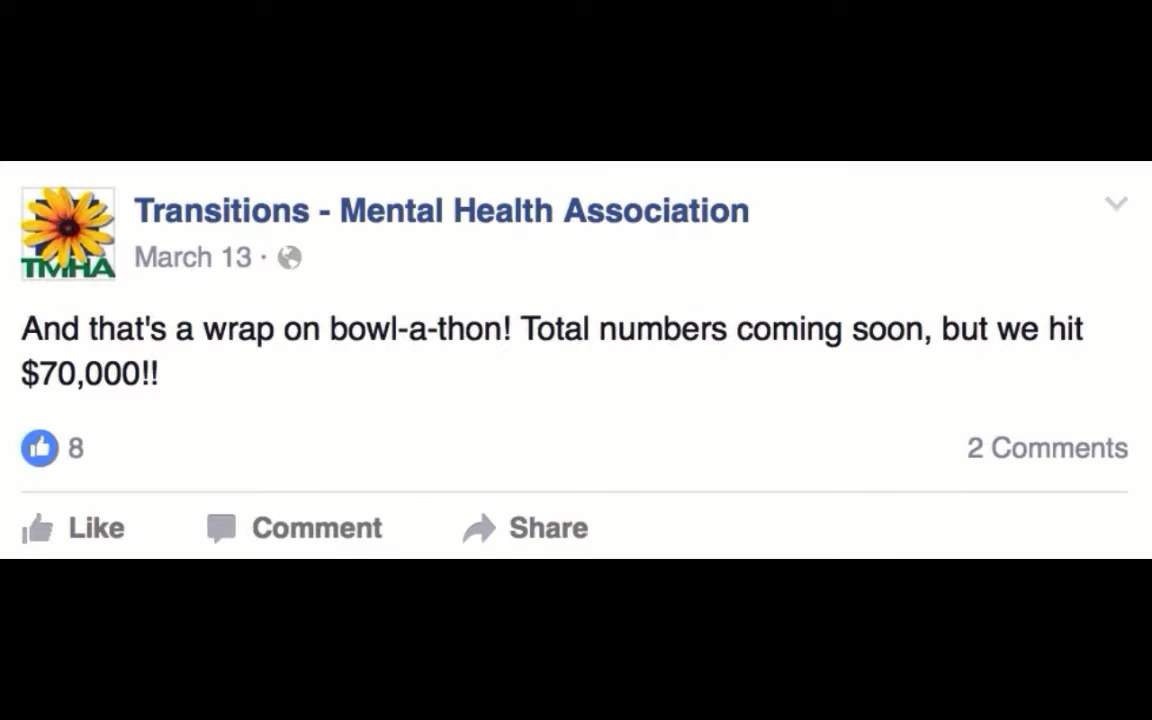 TMHA
Transitions - Mental Health Association
March 13 ·
And that's a wrap on bowl-a-thon! Total numbers coming soon, but we hit
$70,000!!
8
2 Comments
Like
Comment
Share